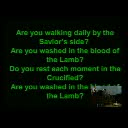 Are you walking daily by the
Savior's side?
Are you washed in the blood of
the Lamb?
Do you rest each moment in the
Crucified?
Are you washed in the
the Lamb?